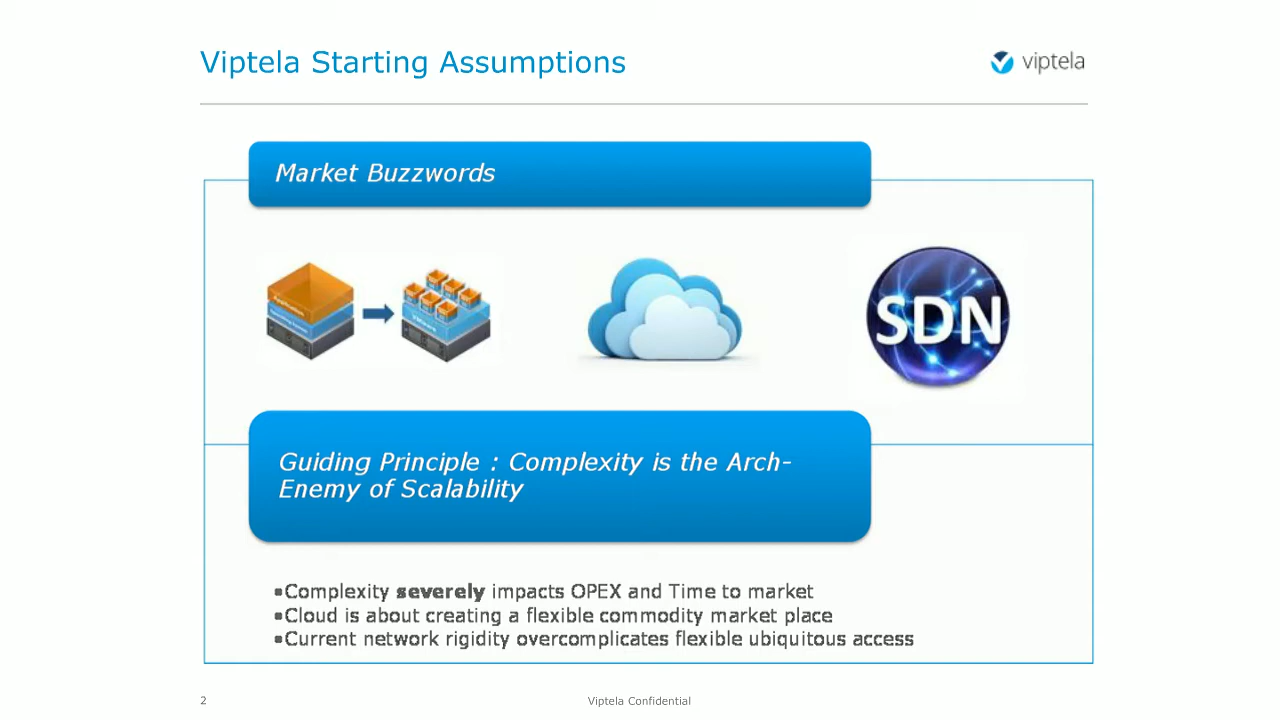 Viptela Starting Assumptions
viptela
Market Buzzwords
VMware
SDN
Guiding Principle : Complexity is the Arch-
Enemy of Scalability
▪Complexity severely impacts OPEX and Time to market
▪Cloud is about creating a flexible commodity market place
▪Current network rigidity overcomplicates flexible ubiquitous access
2
Viptela Confidential